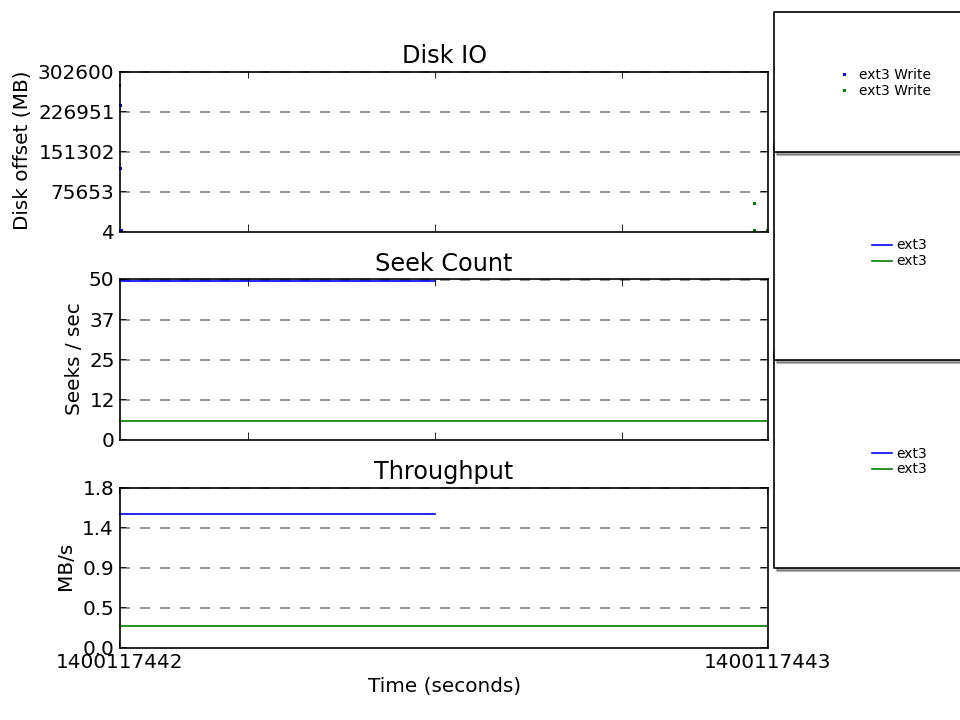 Disk IO
Disk offset (MB)
302600
226951
151302
75653
4
ext3 Write
ext3 Write
Seek Count
Seeks / sec
50
37
25
12
0
ext3
ext3
Throughput
MB/s
1.8
1.4
0.9
0.5
0.0
ext3
ext3
1400117442
1400117443
Time (seconds)